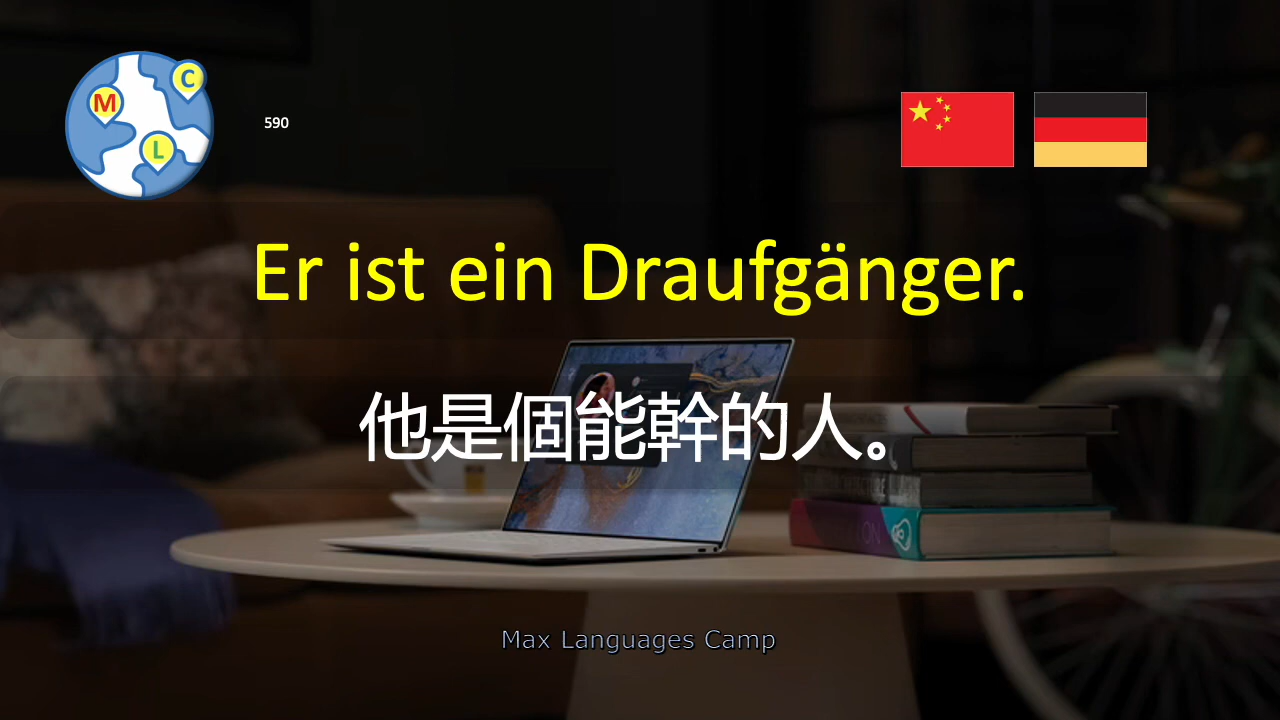 M
C
L
590
Er ist ein Draufgänger.
他是個能幹的人。
Max Languages Camp